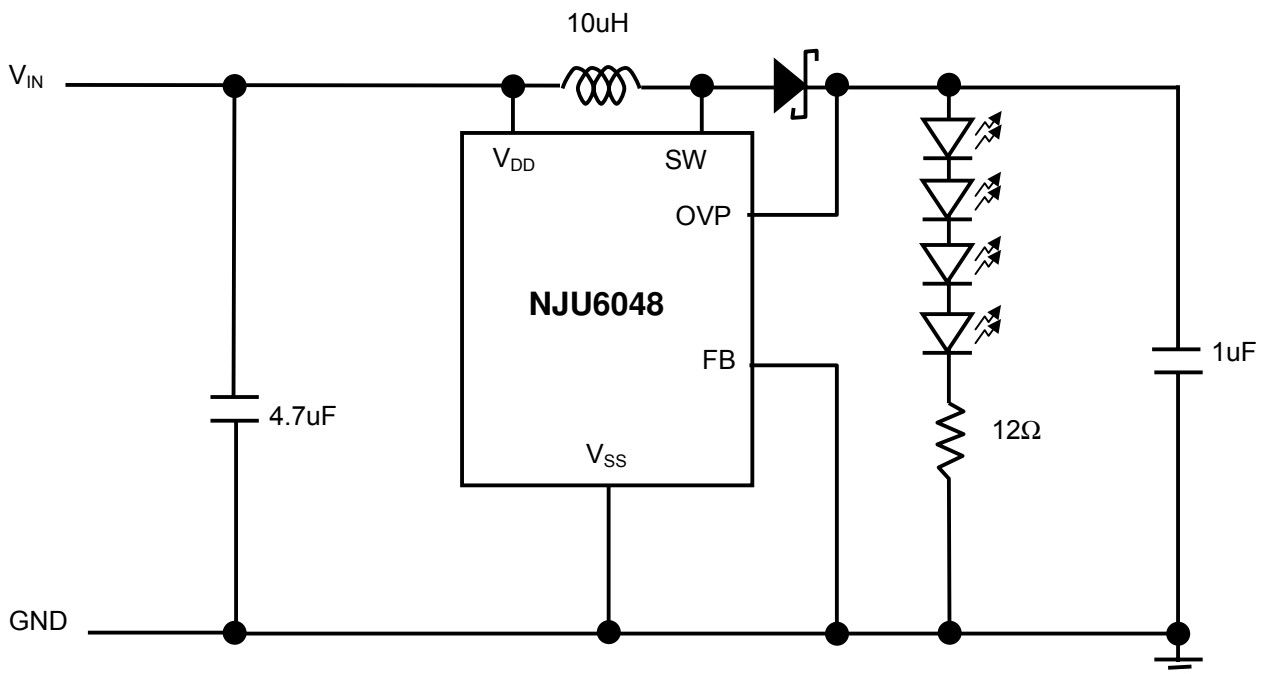 10uH
VIN
VDD
SW
OVP
NJU6048
FB
1uF
4.7uF
12Ω
VSS
GND